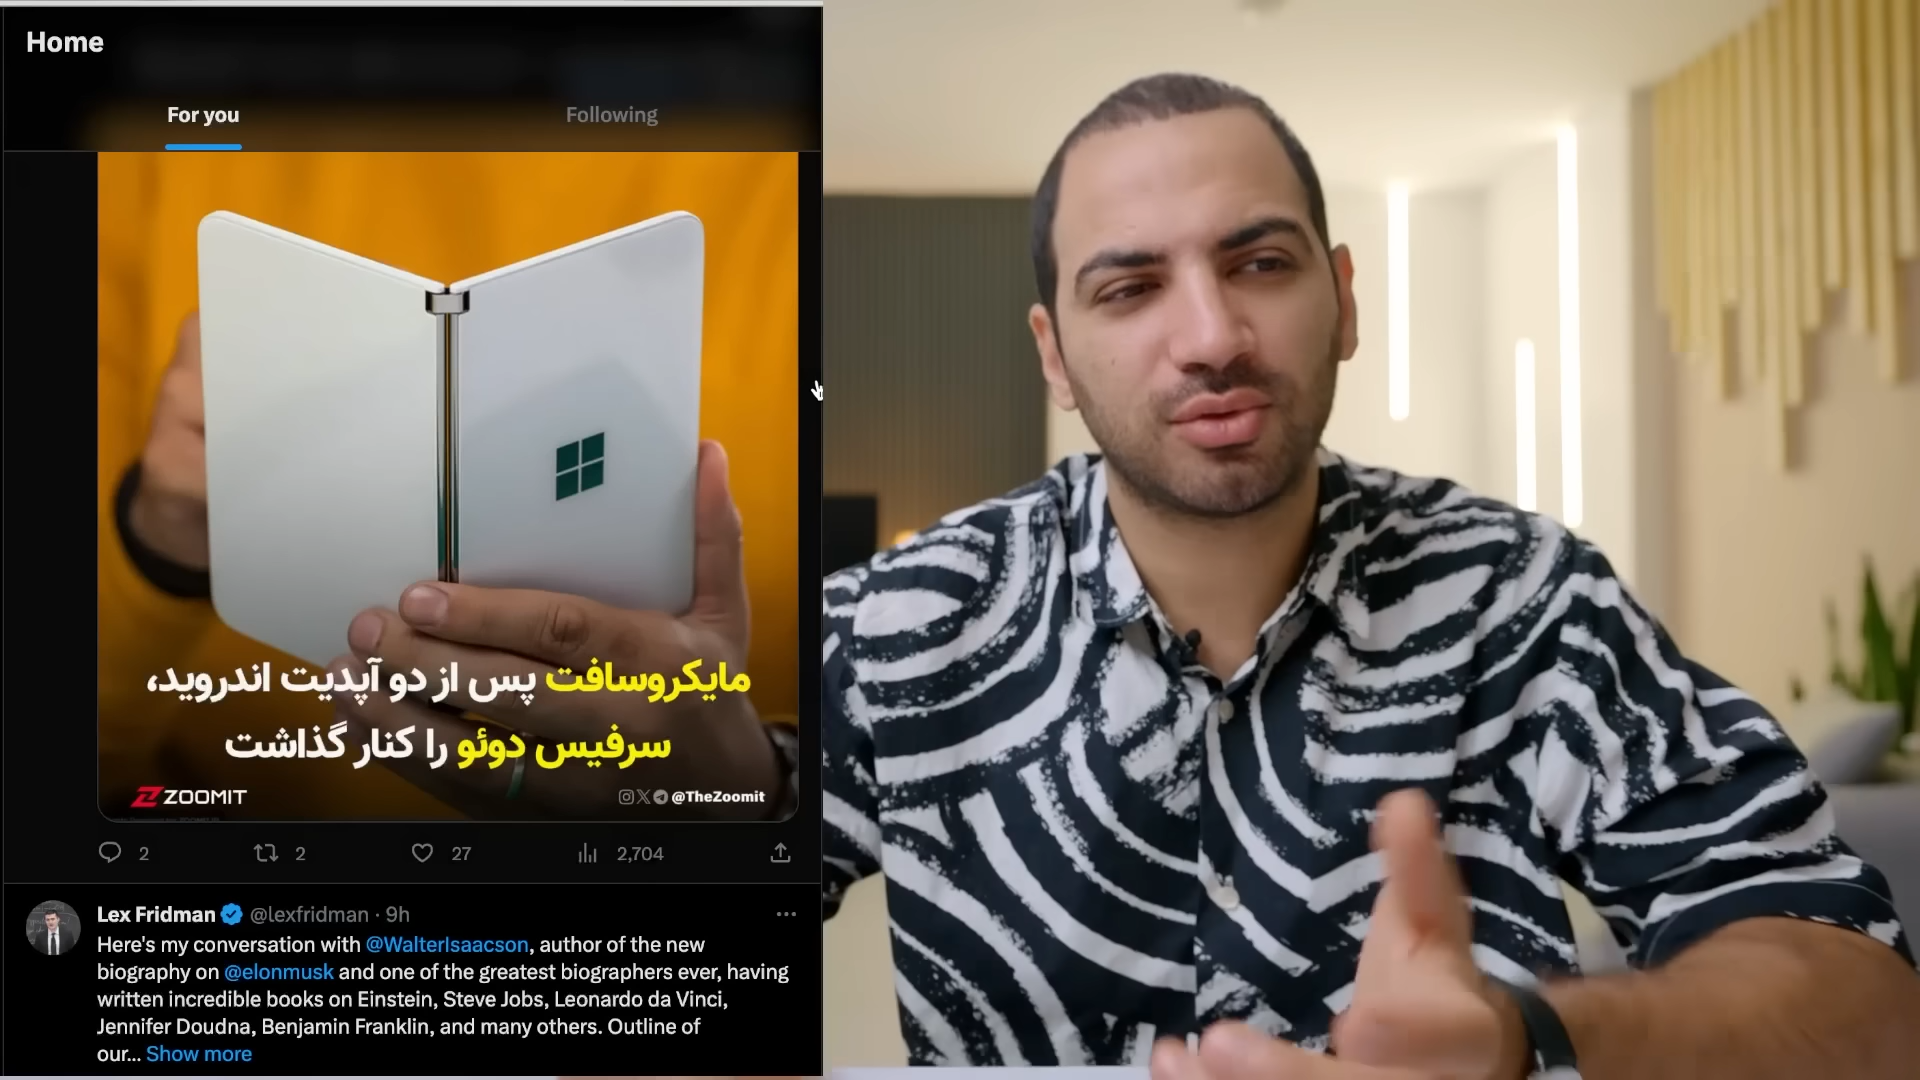 Home
For you
Following
مایکروسافت پس از دو آپدیت اندروید،
سرفیس دوئو را کنار گذاشت
ZOOMIT
@TheZoomit
2
2
27
2,704
Lex Fridman @lexfridman · 9h
Here's my conversation with @WalterIsaacson, author of the new
biography on @elonmusk and one of the greatest biographers ever, having
written incredible books on Einstein, Steve Jobs, Leonardo da Vinci,
Jennifer Doudna, Benjamin Franklin, and many others. Outline of
our... Show more